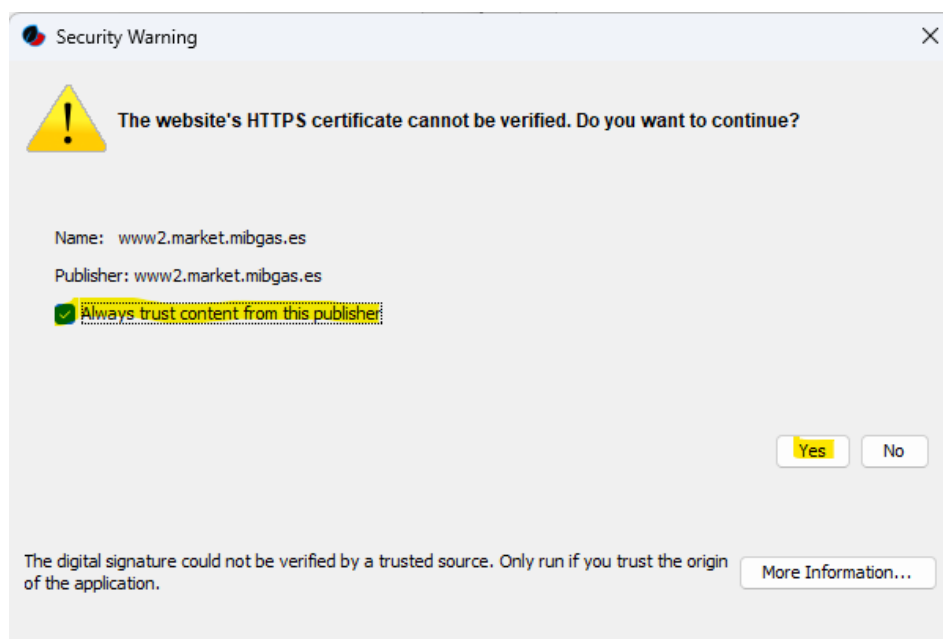 Security Warning
The website's HTTPS certificate cannot be verified. Do you want to continue?
Name: www2.market.mibgas.es
Publisher: www2.market.mibgas.es
Always trust content from this publisher
Yes No
The digital signature could not be verified by a trusted source. Only run if you trust the origin
of the application.
More Information...